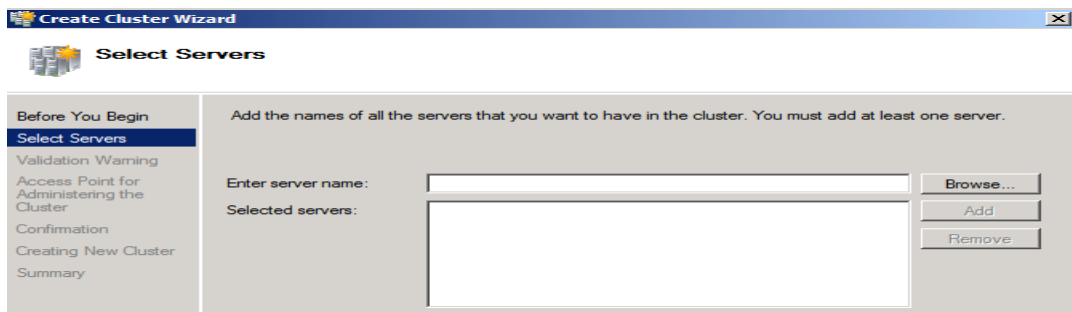 Create Cluster Wizard
Select Servers
Before You Begin
Select Servers
Validation Warning
Access Point for
Administering the
Cluster
Confirmation
Creating New Cluster
Summary
Add the names of all the servers that you want to have in the cluster. You must add at least one server.
Enter server name:
Browse...
Selected servers:
Add
Remove